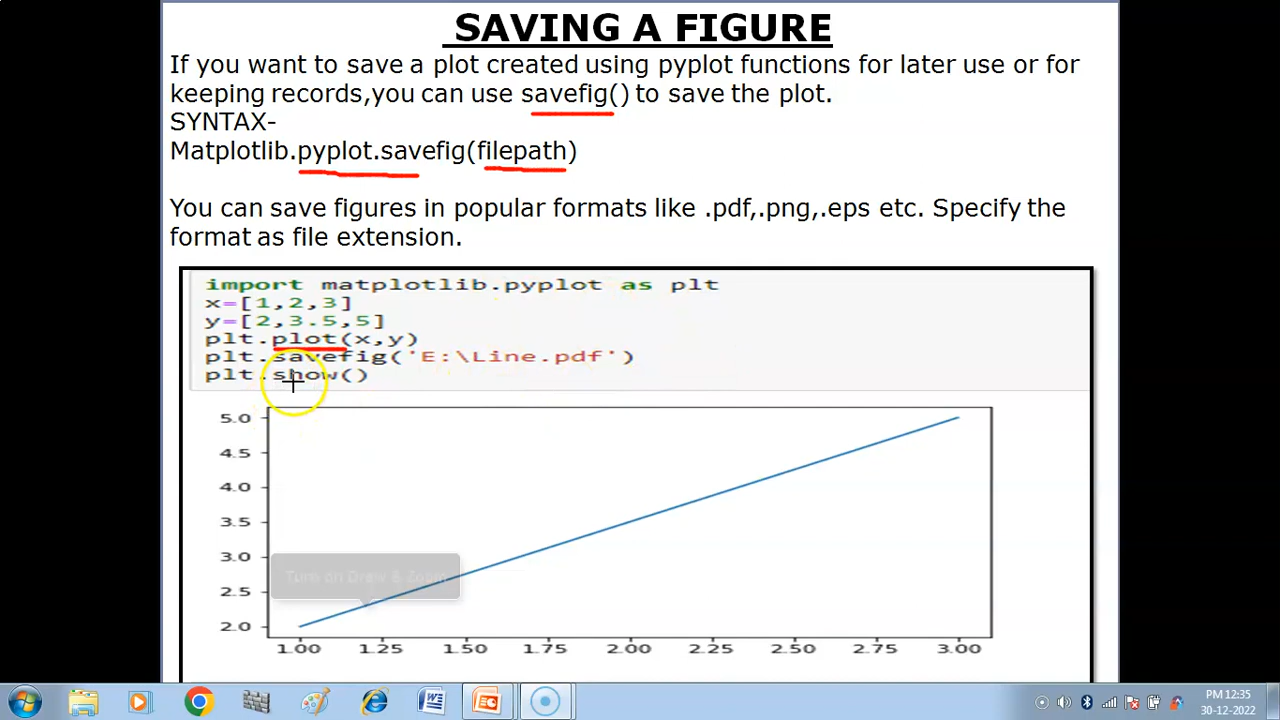 SAVING A FIGURE
If you want to save a plot created using pyplot functions for later use or for
keeping records,you can use savefig() to save the plot.
SYNTAX-
Matplotlib.pyplot.savefig(filepath)
You can save figures in popular formats like .pdf,.png,.eps etc. Specify the
format as file extension.
import matplotlib.pyplot as plt
x=[1,2,3]
y=[2,3.5,5]
plt.plot(x,y)
plt.savefig('E:\Line.pdf')
plt.show()
5.0
4.5
4.0
3.5
3.0
2.5
2.0
Turn on Draw & Zoom
1.00 1.25 1.50 1.75 2.00 2.25 2.50 2.75 3.00
PM 12:35
30-12-2022